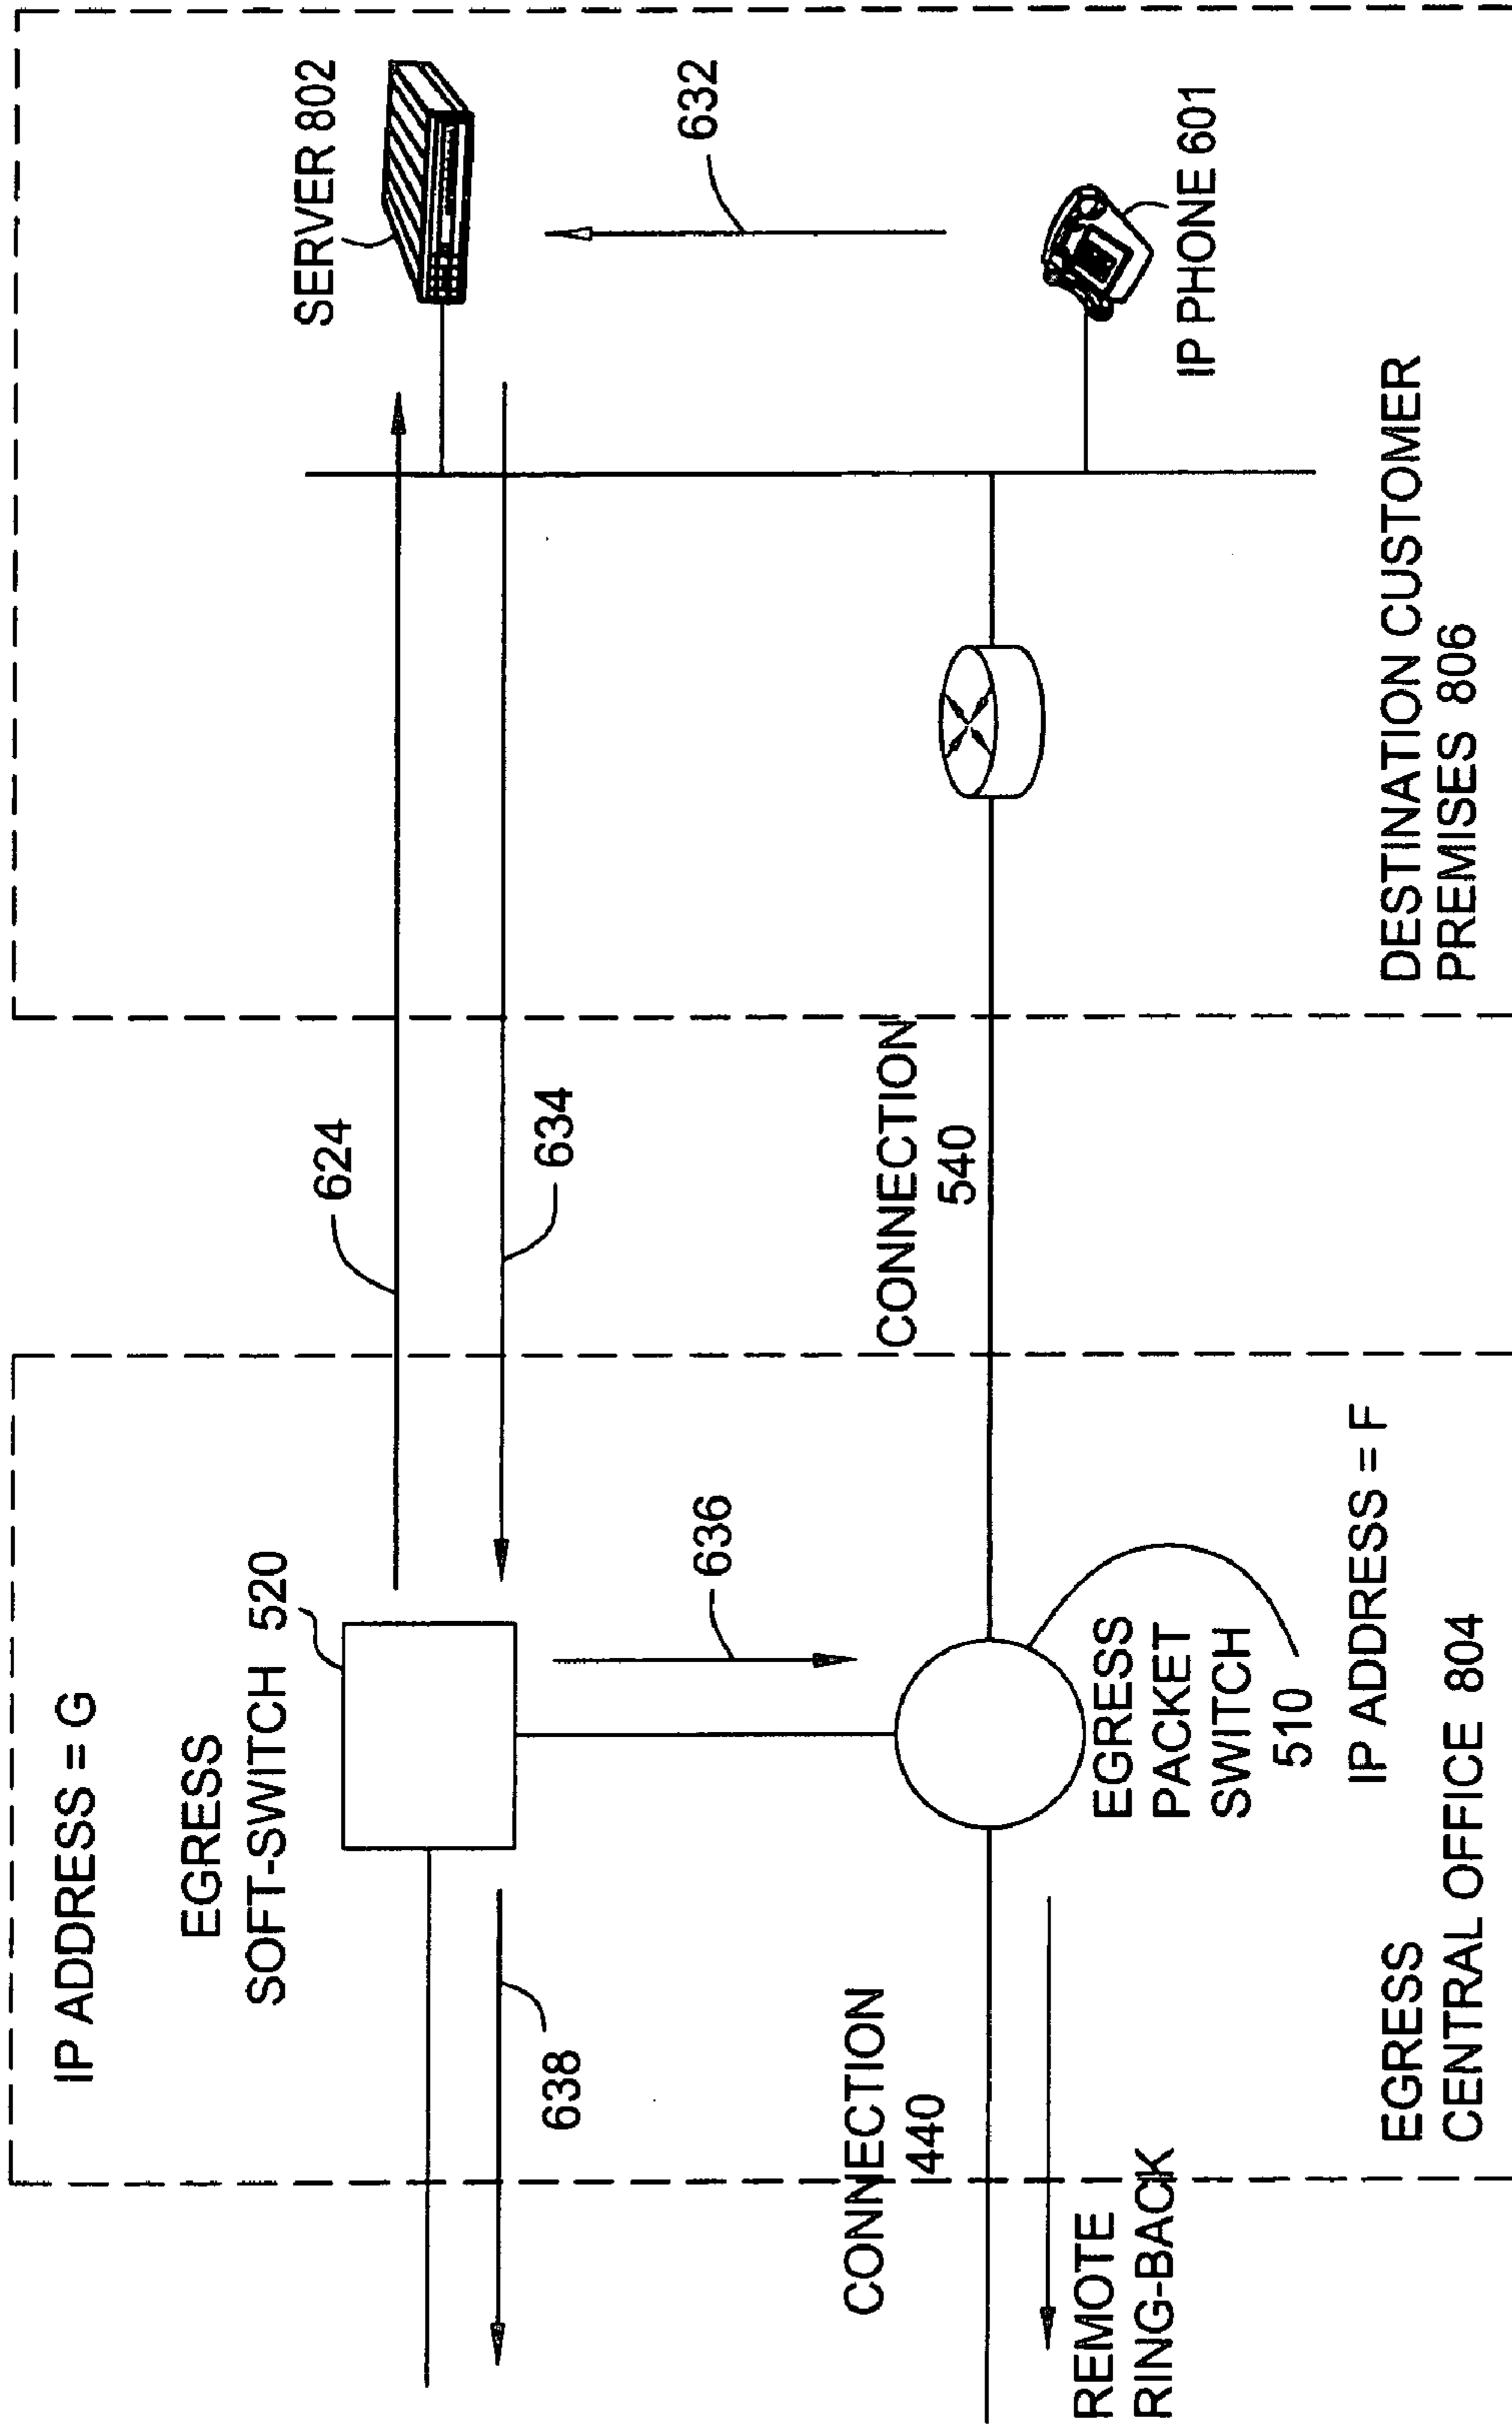 IP ADDRESS = G
EGRESS
SOFT-SWITCH 520
624
634
638
636
SERVER 802
632
CONNECTION
440
CONNECTION
540
REMOTE
RING-BACK
EGRESS
PACKET
SWITCH
510
IP ADDRESS = F
IP PHONE 601
EGRESS
CENTRAL OFFICE 804
DESTINATION CUSTOMER
PREMISES 806